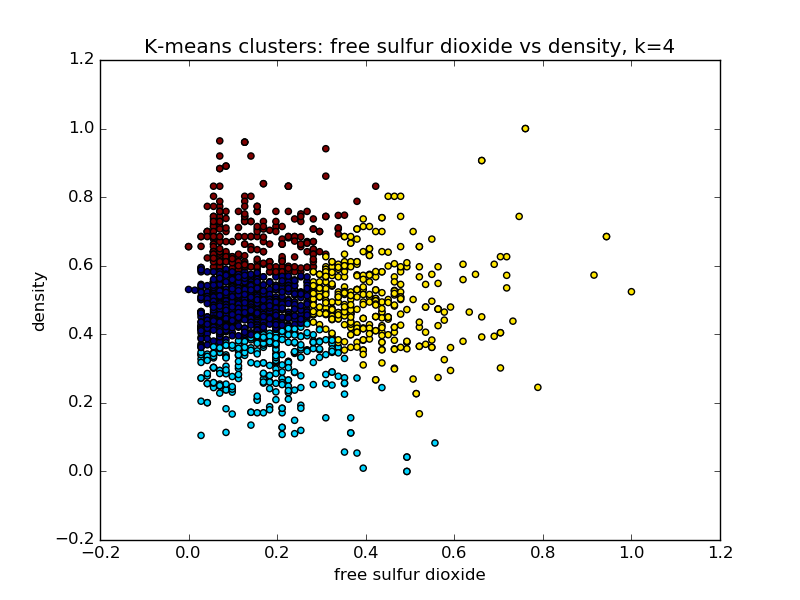 K-means clusters: free sulfur dioxide vs density, k=4
1.2
1.0
0.8
0.6
0.4
0.2
0.0
−0.2
density
−0.2 0.0 0.2 0.4 0.6 0.8 1.0 1.2
free sulfur dioxide